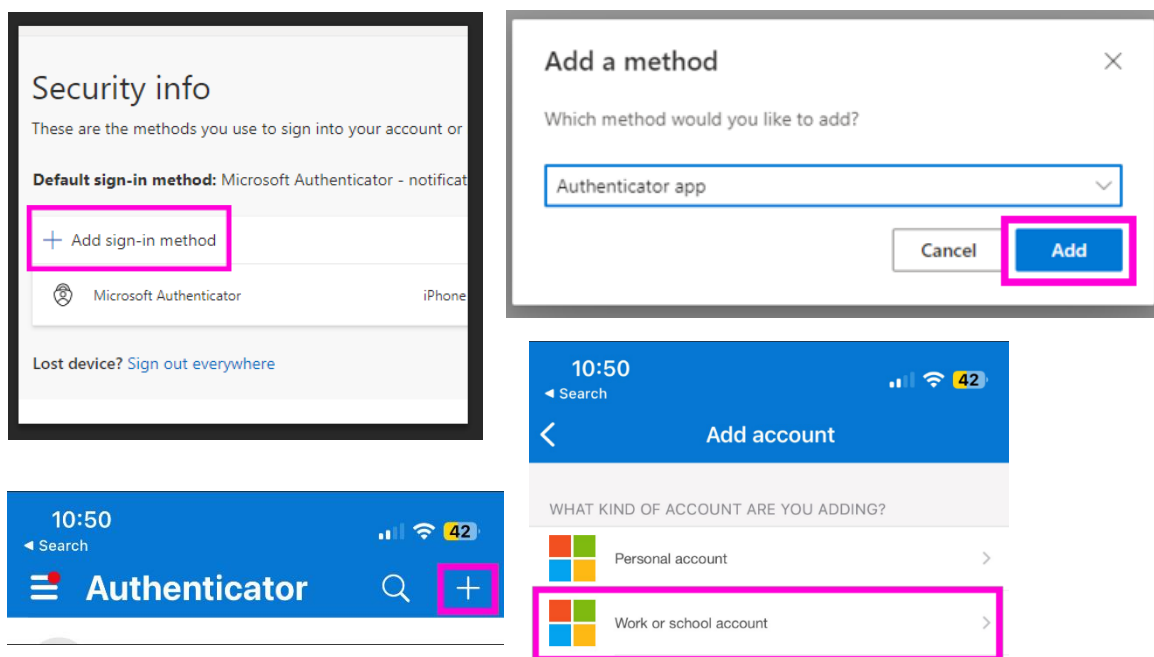 Security info
These are the methods you use to sign into your account or
Default sign-in method: Microsoft Authenticator - notificat
+ Add sign-in method
Microsoft Authenticator iPhone
Lost device? Sign out everywhere
Add a method
Which method would you like to add?
Authenticator app
Cancel Add
10:50
◀ Search 42
Authenticator
10:50
◀ Search 42
Add account
WHAT KIND OF ACCOUNT ARE YOU ADDING?
Personal account
Work or school account